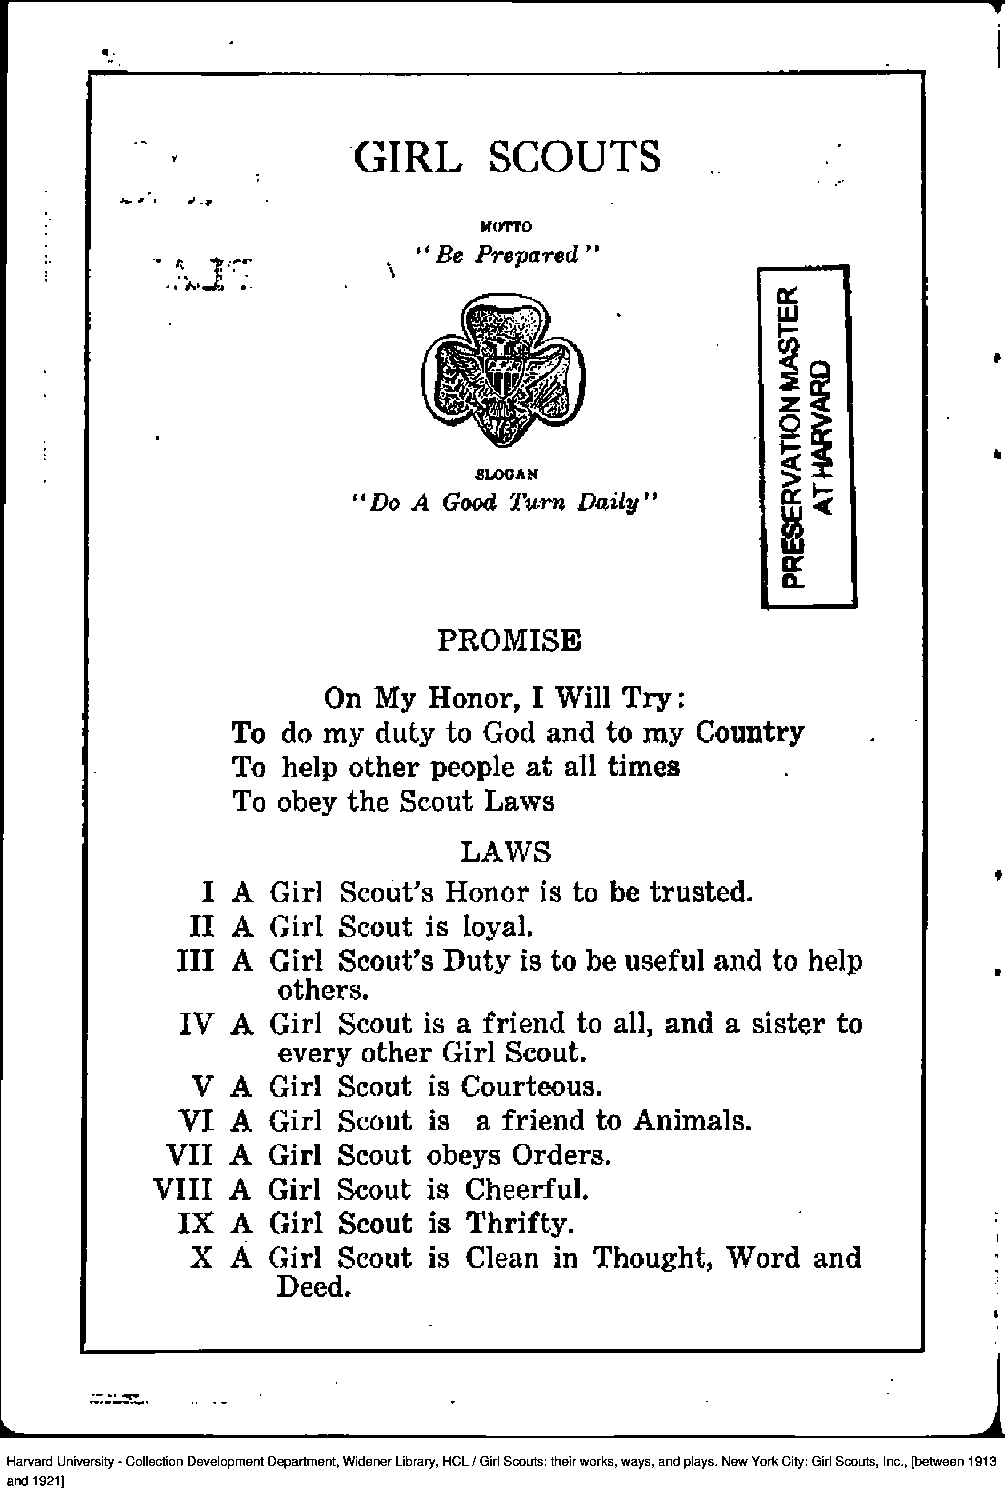 GIRL SCOUTS
MOTTO
"Be Prepared"
SLOGAN
"Do A Good Turn Daily"
PRESERVATION MASTER
AT HARVARD
PROMISE
On My Honor, I Will Try:
To do my duty to God and to my Country
To help other people at all times
To obey the Scout Laws
LAWS
I A Girl Scout's Honor is to be trusted.
II A Girl Scout is loyal.
III A Girl Scout's Duty is to be useful and to help
others.
IV A Girl Scout is a friend to all, and a sister to
every other Girl Scout.
V A Girl Scout is Courteous.
VI A Girl Scout is a friend to Animals.
VII A Girl Scout obeys Orders.
VIII A Girl Scout is Cheerful.
IX A Girl Scout is Thrifty.
X A Girl Scout is Clean in Thought, Word and
Deed.
Harvard University - Collection Development Department, Widener Library, HCL / Girl Scouts: their works, ways, and plays. New York City: Girl Scouts, Inc., [between 1913
and 1921]